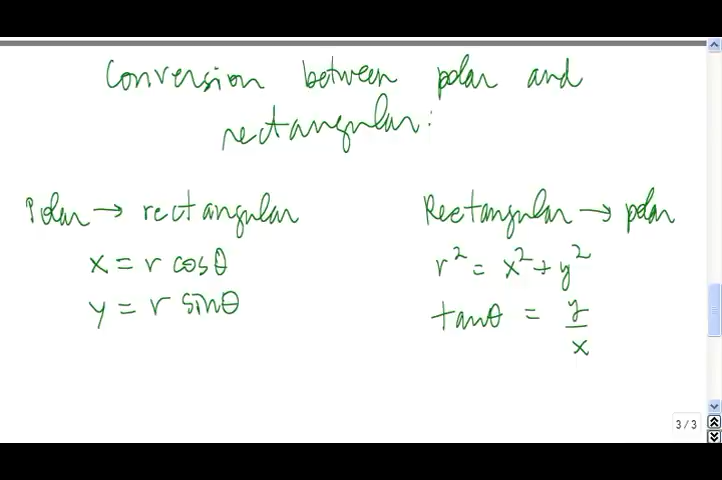 Conversion between polar and
rectangular:
Polar → rectangular
x = r cosθ
y = r sinθ
Rectangular → polar
r² = x² + y²
tanθ = y/x
3/3